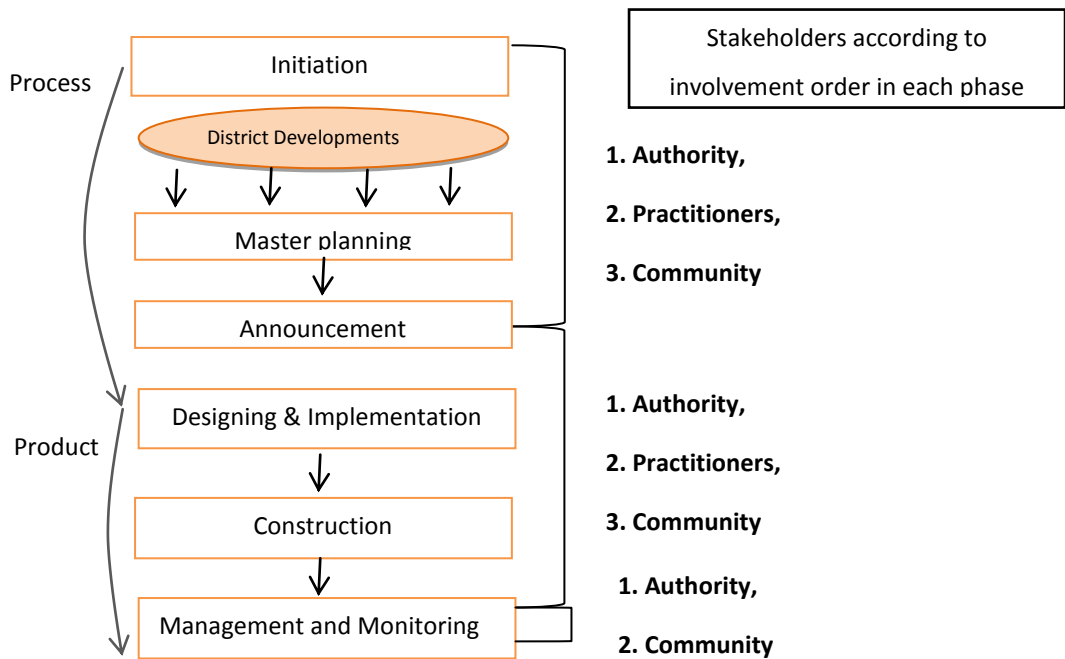 Stakeholders according to
involvement order in each phase
Process
Initiation
District Developments
Master planning
Announcement
1. Authority,
2. Practitioners,
3. Community
Product
Designing & Implementation
Construction
Management and Monitoring
1. Authority,
2. Practitioners,
3. Community
1. Authority,
2. Community